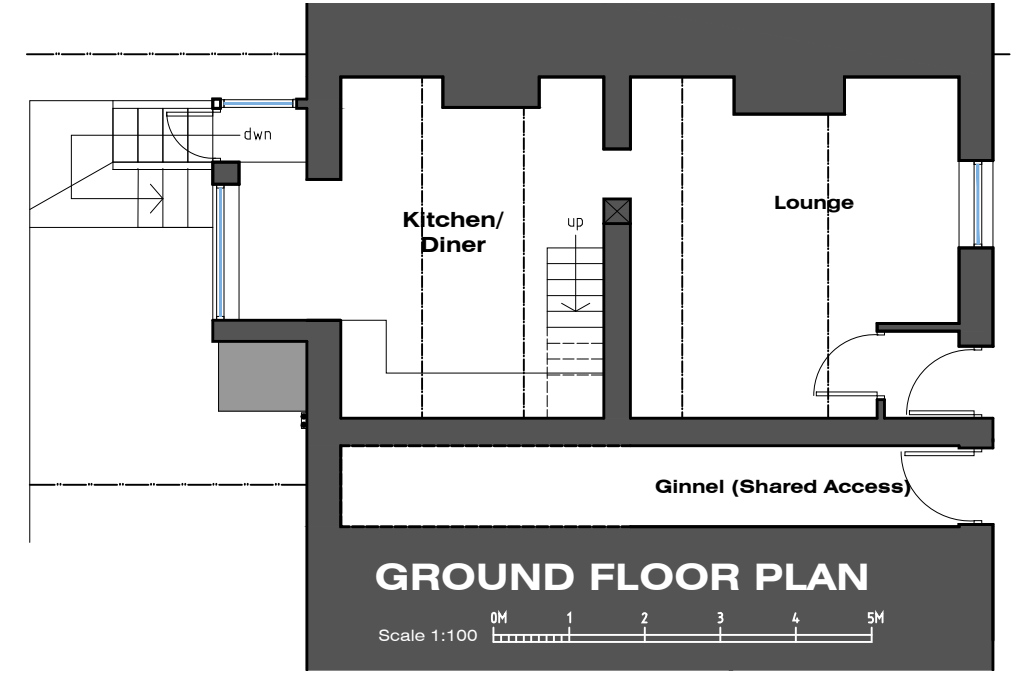 dwn
Lounge
Kitchen/
Diner
up
Ginnel (Shared Access)
GROUND FLOOR PLAN
0M 1 2 3 4 5M
Scale 1:100